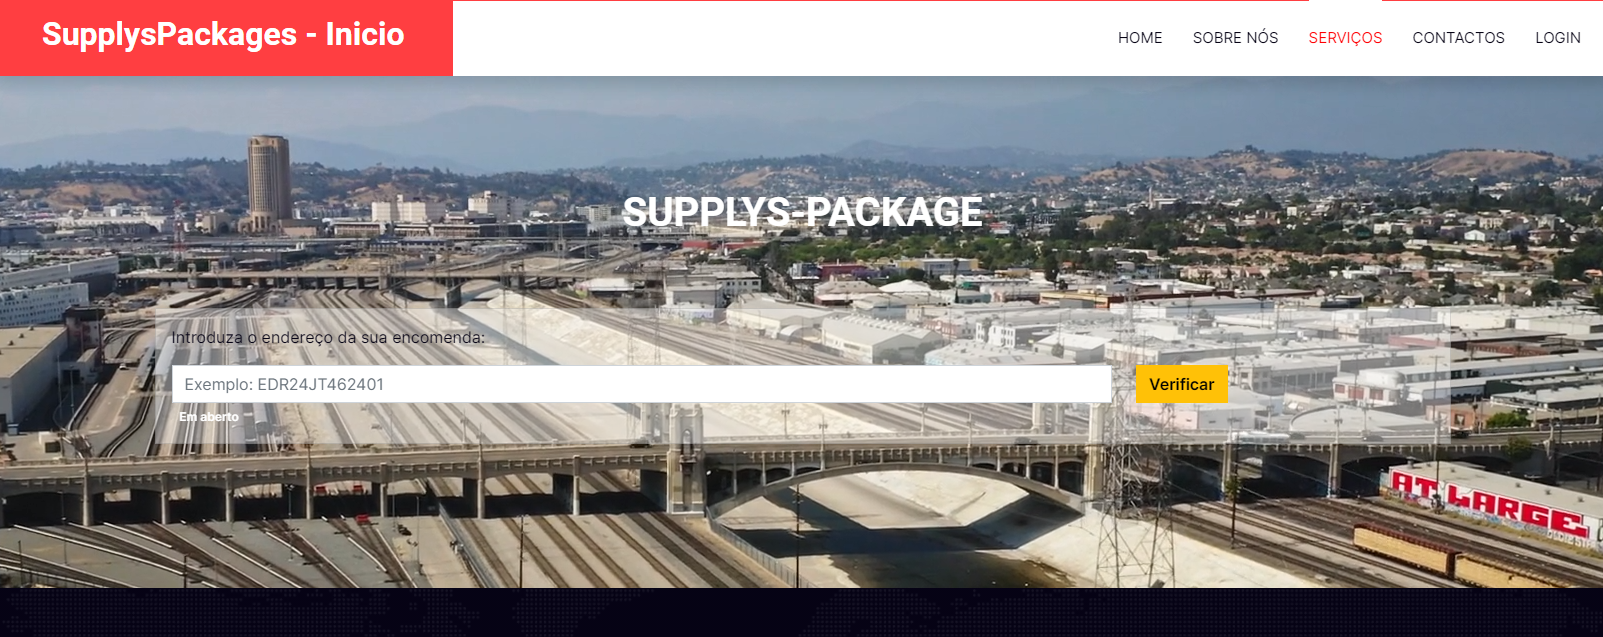 SupplysPackages - Inicio
HOME SOBRE NÓS SERVIÇOS CONTACTOS LOGIN
SUPPLYS-PACKAGE
Introduza o endereço da sua encomenda:
Exemplo: EDR24JT462401 Verificar
Em aberto
AT LARGE